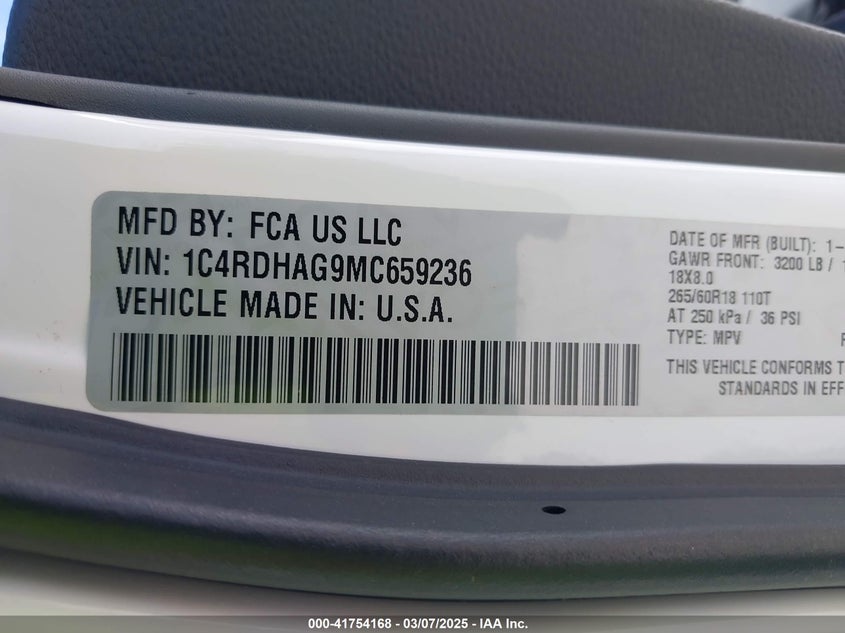 MFD BY: FCA US LLC
VIN: 1C4RDHAG9MC659236
VEHICLE MADE IN: U.S.A.
DATE OF MFR (BUILT): 1-
GAWR FRONT: 3200 LB /
18X8.0
265/60R18 110T
AT 250 kPa / 36 PSI
TYPE: MPV
THIS VEHICLE CONFORMS T
STANDARDS IN EFF
000-41754168 - 03/07/2025 - IAA Inc.